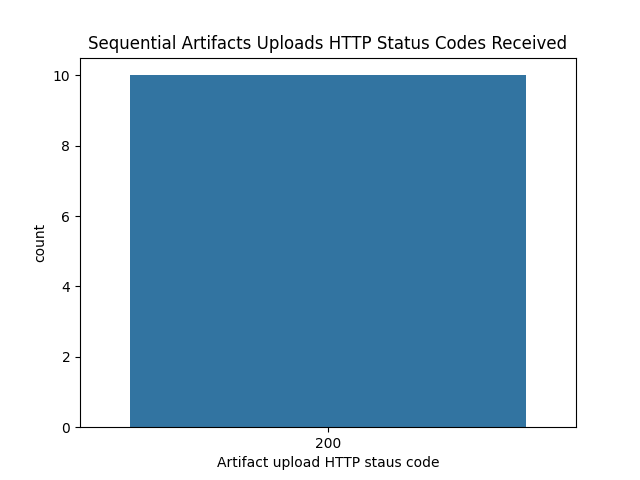 Sequential Artifacts Uploads HTTP Status Codes Received
10
8
6
4
2
0
count
200
Artifact upload HTTP staus code